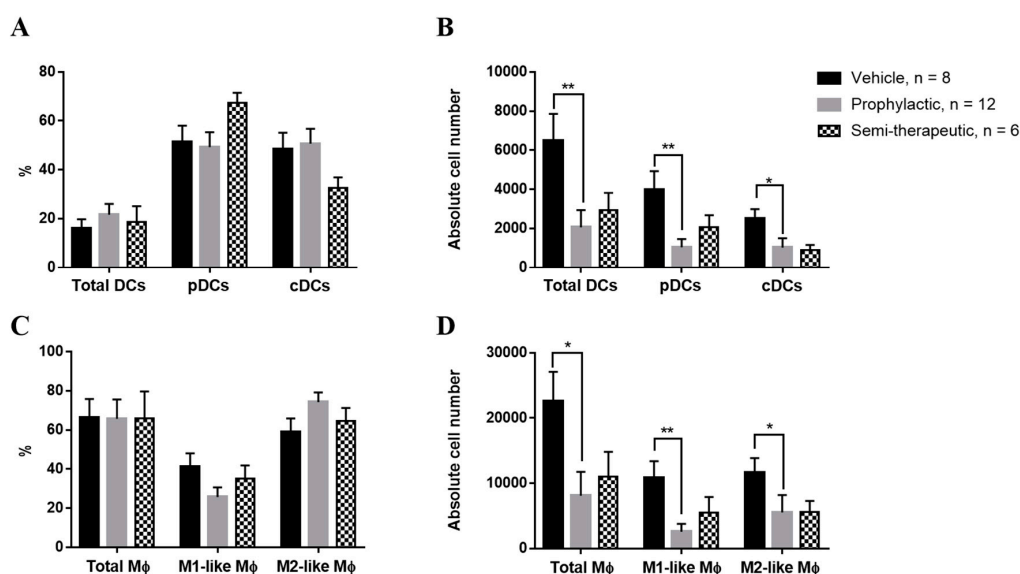 A
80
60
40
20
0
%
Total DCs pDCs cDCs
B
10000
8000
6000
4000
2000
0
Absolute cell number
**
**
*
Total DCs pDCs cDCs
Vehicle, n = 8
Prophylactic, n = 12
Semi-therapeutic, n = 6
C
100
80
60
40
20
0
%
Total Mϕ M1-like Mϕ M2-like Mϕ
D
30000
20000
10000
0
Absolute cell number
*
**
*
Total Mϕ M1-like Mϕ M2-like Mϕ